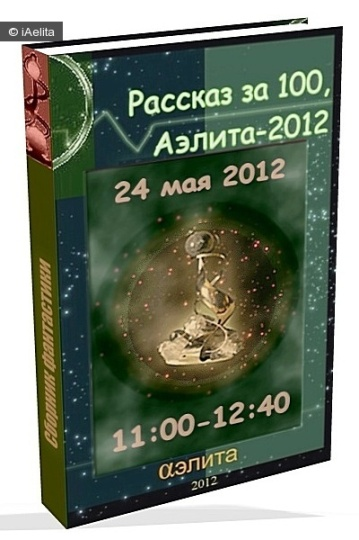 © iAelita
Рассказ за 100,
Аэлита-2012
24 мая 2012
11:00-12:40
αэлита
2012
Сборник фантастики